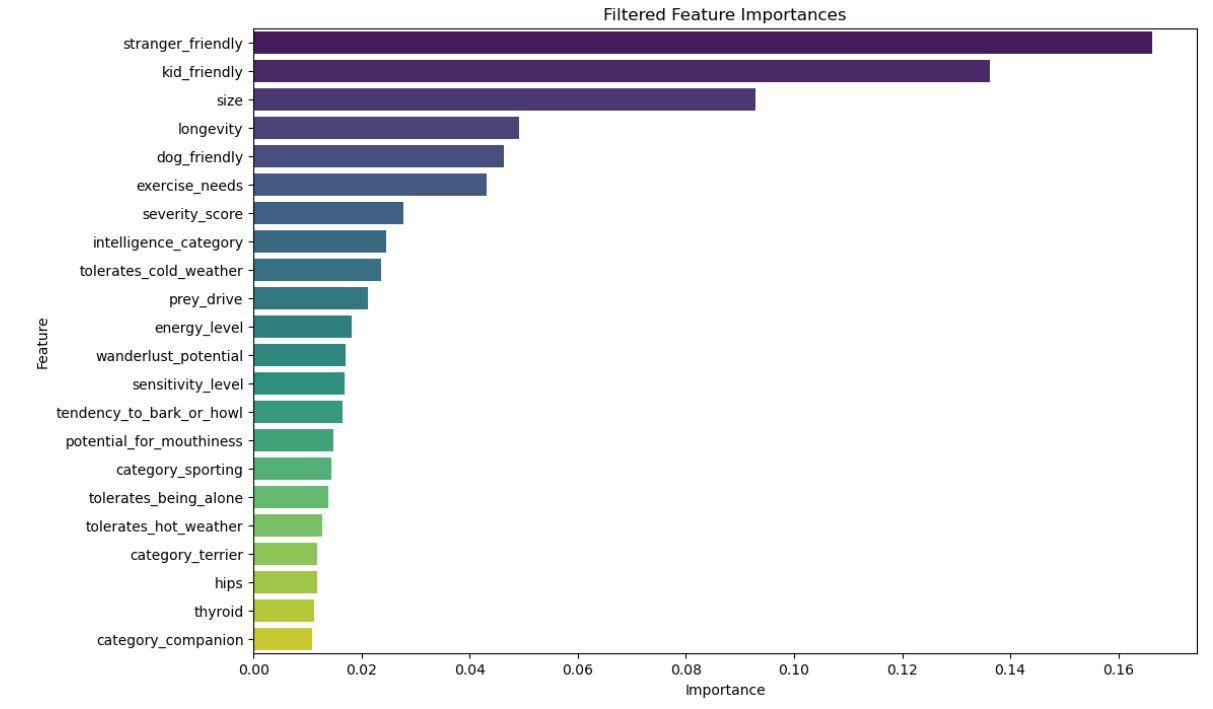 Filtered Feature Importances
stranger_friendly
kid_friendly
size
longevity
dog_friendly
exercise_needs
severity_score
intelligence_category
tolerates_cold_weather
prey_drive
energy_level
wanderlust_potential
sensitivity_level
tendency_to_bark_or_howl
potential_for_mouthiness
category_sporting
tolerates_being_alone
tolerates_hot_weather
category_terrier
hips
thyroid
category_companion
Feature
0.00 0.02 0.04 0.06 0.08 0.10 0.12 0.14 0.16
Importance